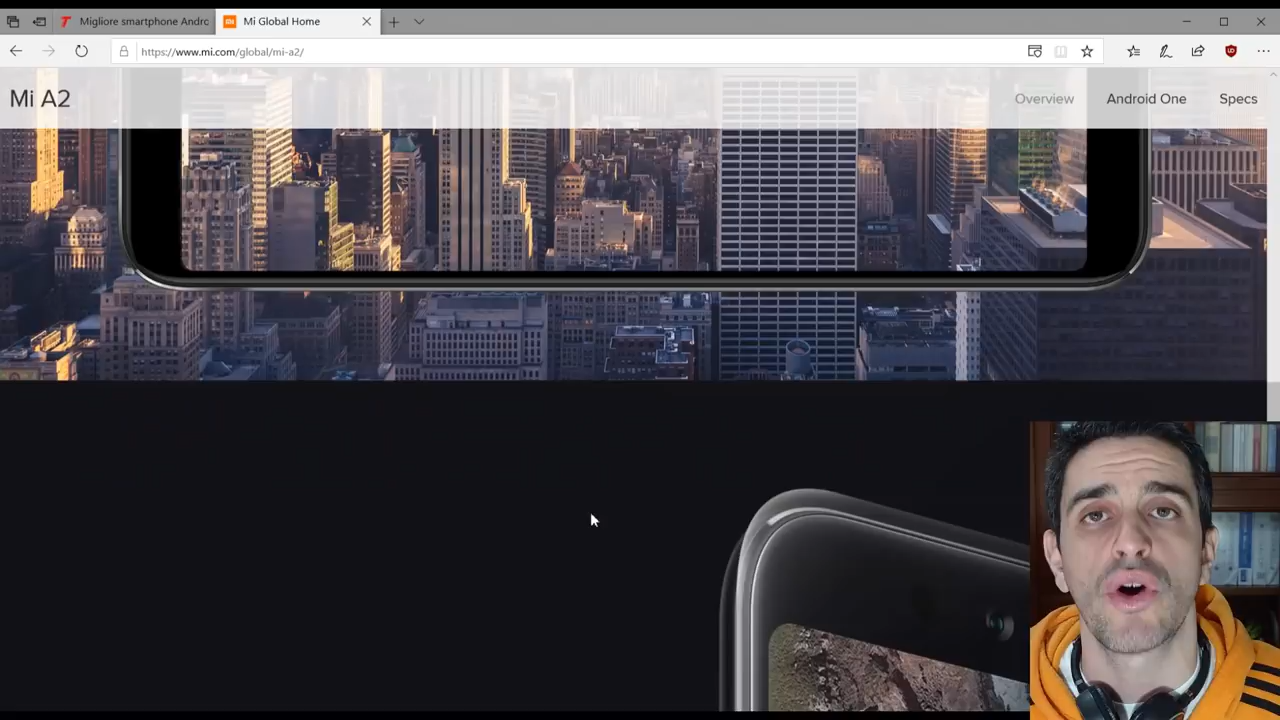 Migliore smartphone Andro
Mi Global Home
https://www.mi.com/global/mi-a2/
Mi A2
Overview
Android One
Specs